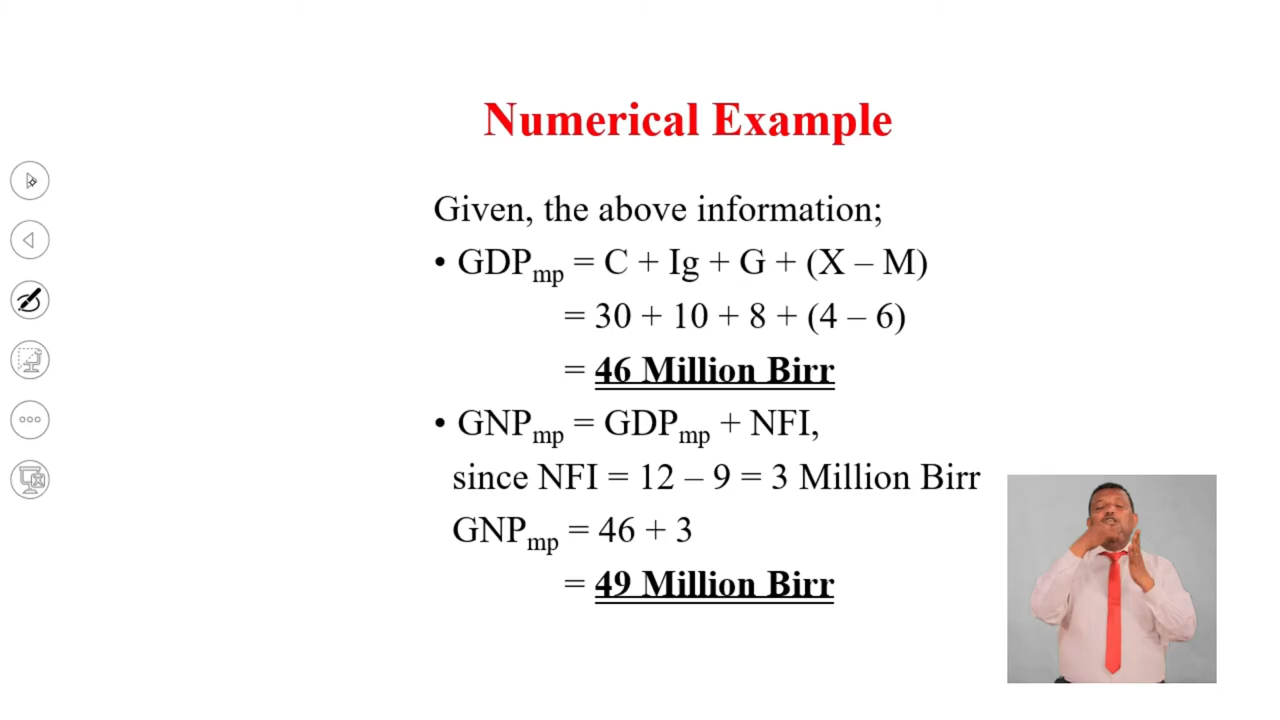 Numerical Example
Given, the above information;
• GDPmp = C + Ig + G + (X – M)
= 30 + 10 + 8 + (4 – 6)
= 46 Million Birr
• GNPmp = GDPmp + NFI,
since NFI = 12 – 9 = 3 Million Birr
GNPmp = 46 + 3
= 49 Million Birr